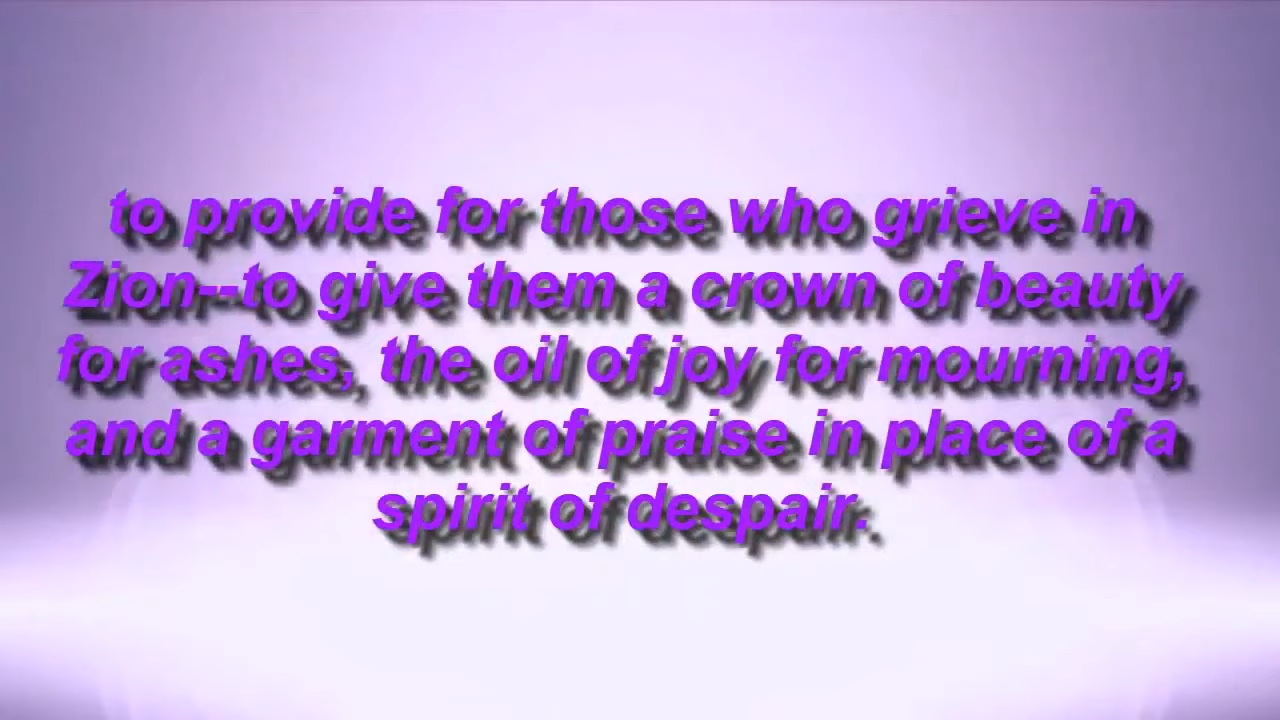 to provide for those who grieve in
Zion--to give them a crown of beauty
for ashes, the oil of joy for mourning,
and a garment of praise in place of a
spirit of despair.